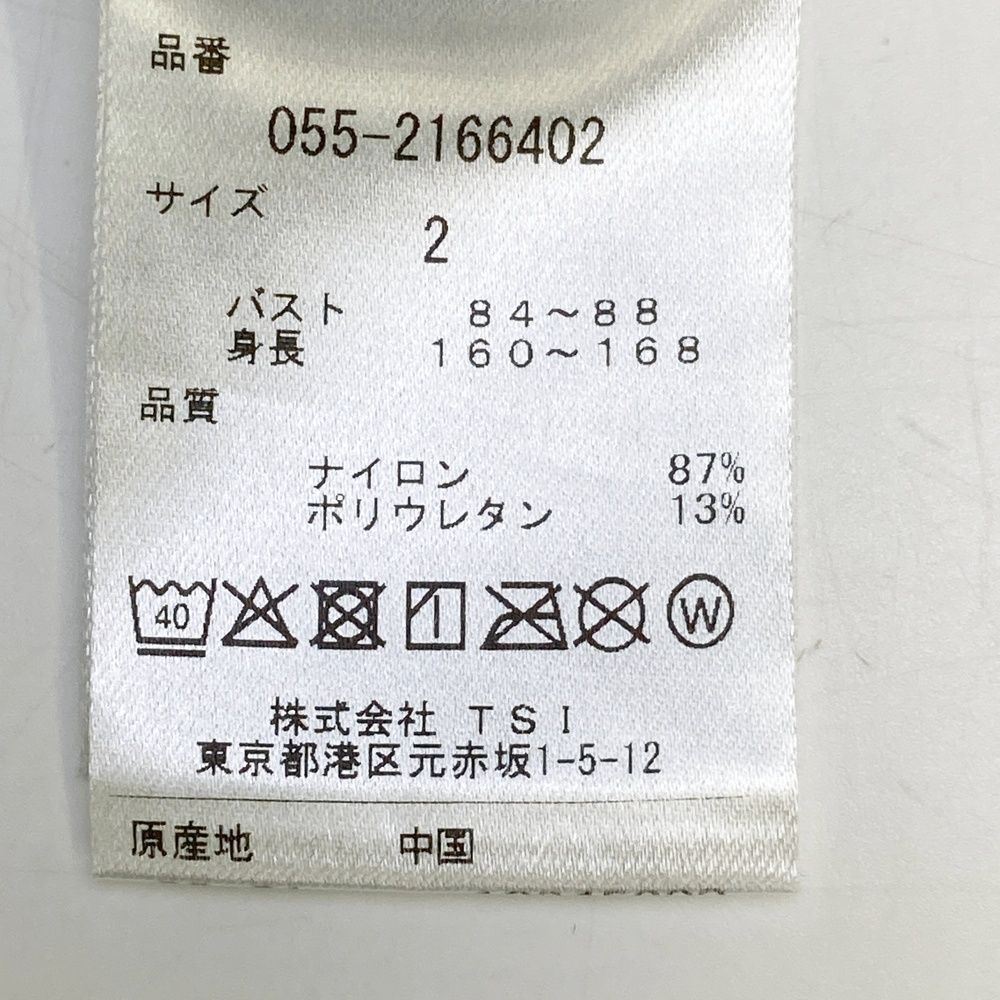 品番
055-2166402
サイズ
2
バスト 84～88
身長 160～168
品質
ナイロン 87%
ポリウレタン 13%
40 W
株式会社 TSI
東京都港区元赤坂1-5-12
原産地 中国